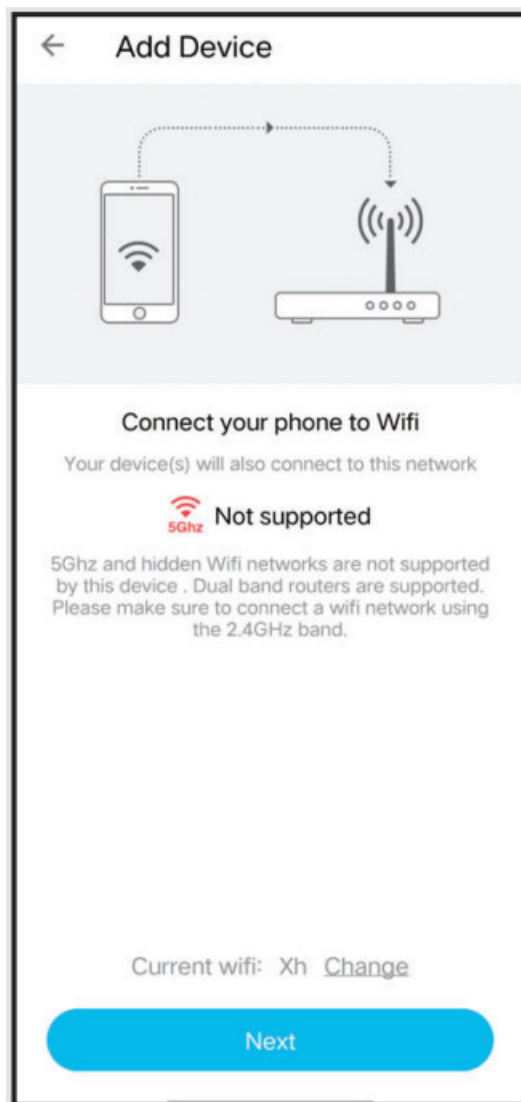 Add Device
Connect your phone to Wifi
Your device(s) will also connect to this network
5Ghz Not supported
5Ghz and hidden Wifi networks are not supported
by this device . Dual band routers are supported.
Please make sure to connect a wifi network using
the 2.4GHz band.
Current wifi: Xh Change
Next